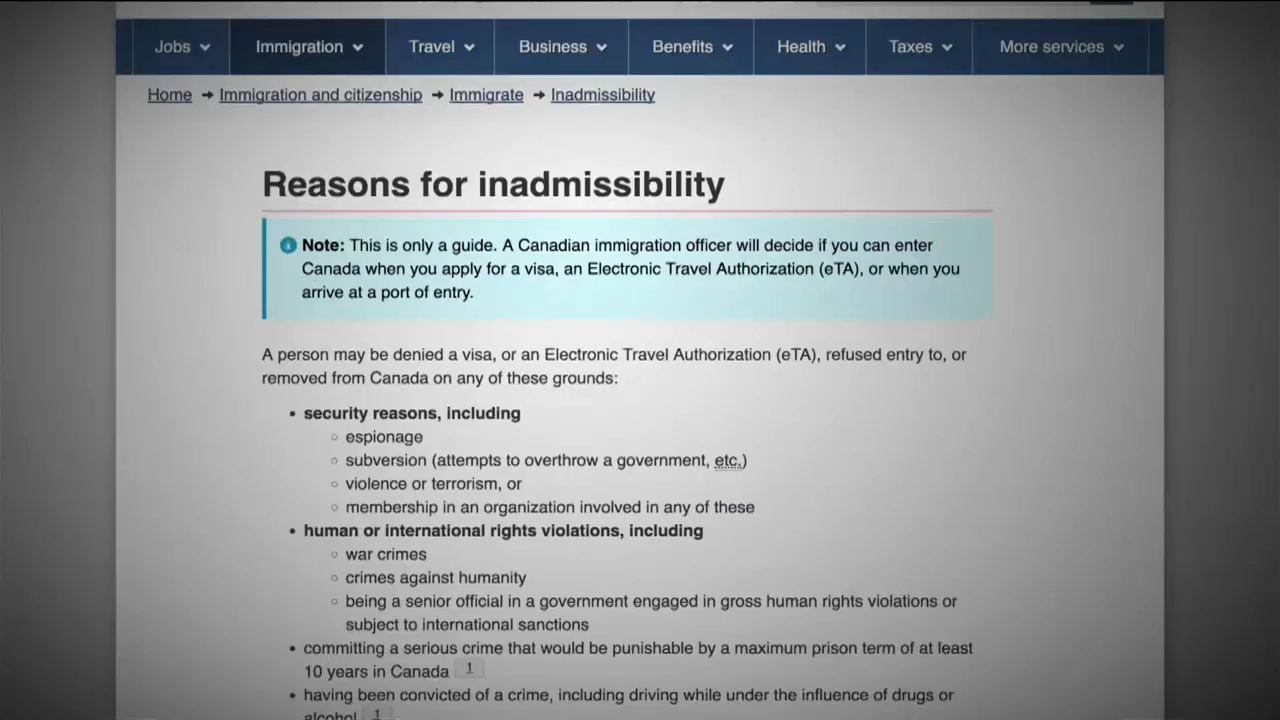 Jobs Immigration Travel Business Benefits Health Taxes More services
Home → Immigration and citizenship → Immigrate → Inadmissibility
Reasons for inadmissibility
Note: This is only a guide. A Canadian immigration officer will decide if you can enter
Canada when you apply for a visa, an Electronic Travel Authorization (eTA), or when you
arrive at a port of entry.
A person may be denied a visa, or an Electronic Travel Authorization (eTA), refused entry to, or
removed from Canada on any of these grounds:
• security reasons, including
○ espionage
○ subversion (attempts to overthrow a government, etc.)
○ violence or terrorism, or
○ membership in an organization involved in any of these
• human or international rights violations, including
○ war crimes
○ crimes against humanity
○ being a senior official in a government engaged in gross human rights violations or
subject to international sanctions
• committing a serious crime that would be punishable by a maximum prison term of at least
10 years in Canada 1
• having been convicted of a crime, including driving while under the influence of drugs or
alcohol 1